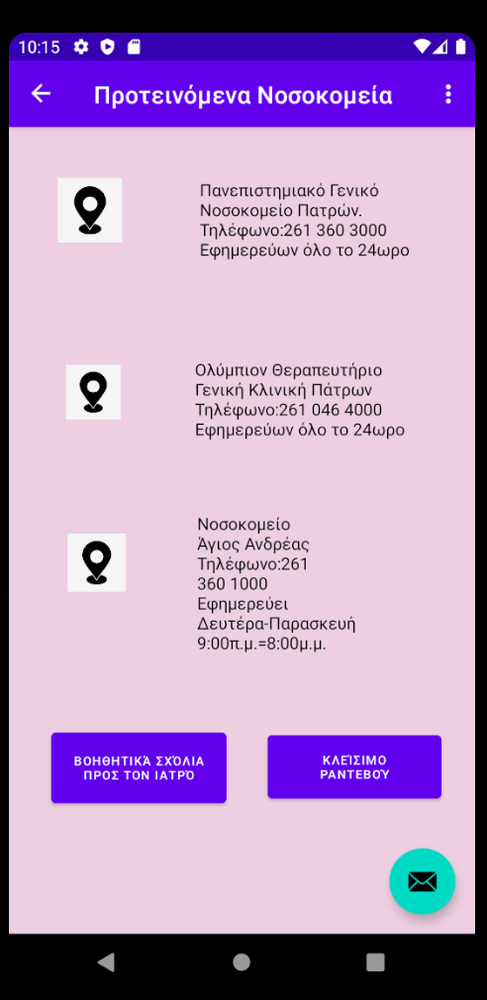 10:15
Προτεινόμενα Νοσοκομεία
Πανεπιστημιακό Γενικό
Νοσοκομείο Πατρών.
Τηλέφωνο:261 360 3000
Εφημερεύων όλο το 24ωρο
Ολύμπιον Θεραπευτήριο
Γενική Κλινική Πάτρων
Τηλέφωνο:261 046 4000
Εφημερεύων όλο το 24ωρο
Νοσοκομείο
Άγιος Ανδρέας
Τηλέφωνο:261
360 1000
Εφημερεύει
Δευτέρα-Παρασκευή
9:00π.μ.=8:00μ.μ.
ΒΟΗΘΗΤΙΚΆ ΣΧΌΛΙΑ
ΠΡΟΣ ΤΟΝ ΙΑΤΡΌ
ΚΛΕΊΣΙΜΟ
ΡΑΝΤΕΒΟΎ